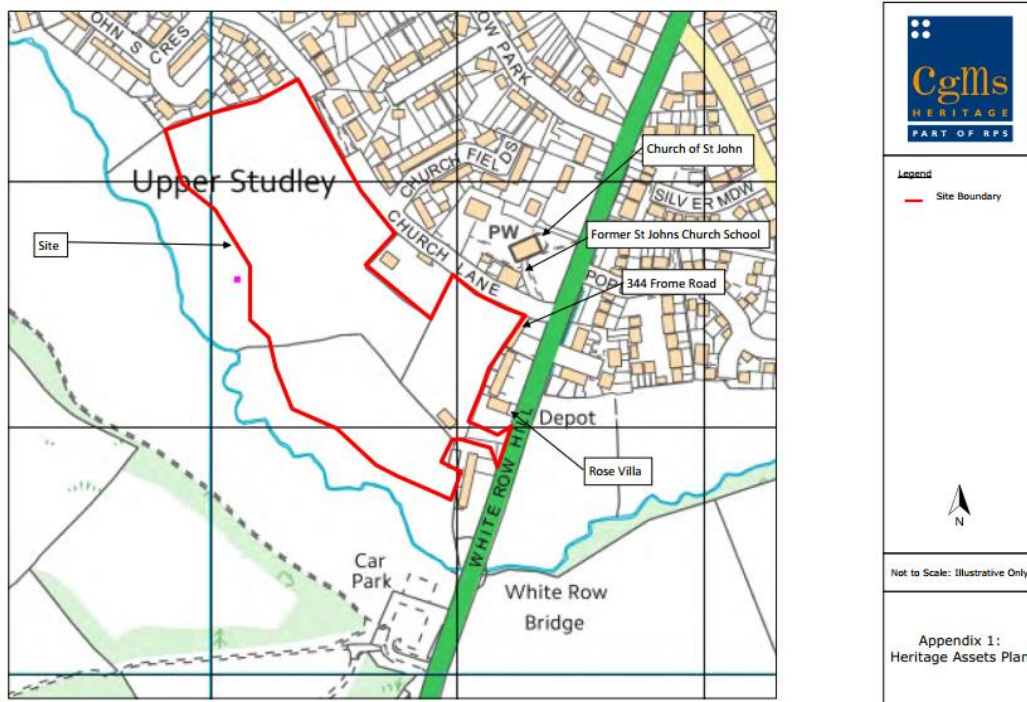 OHN S CRES
OW PARK
Church of St John
CHURCH FIELDS
Upper Studley
SILVER MDW
PW
Former St Johns Church School
Site
CHURCH LANE
344 Frome Road
POR
Depot
Rose Villa
WHITE ROW HILL
Car
Park
White Row
Bridge
CgMs
HERITAGE
PART OF RPS
Legend
Site Boundary
N
Not to Scale: Illustrative Only
Appendix 1:
Heritage Assets Plan